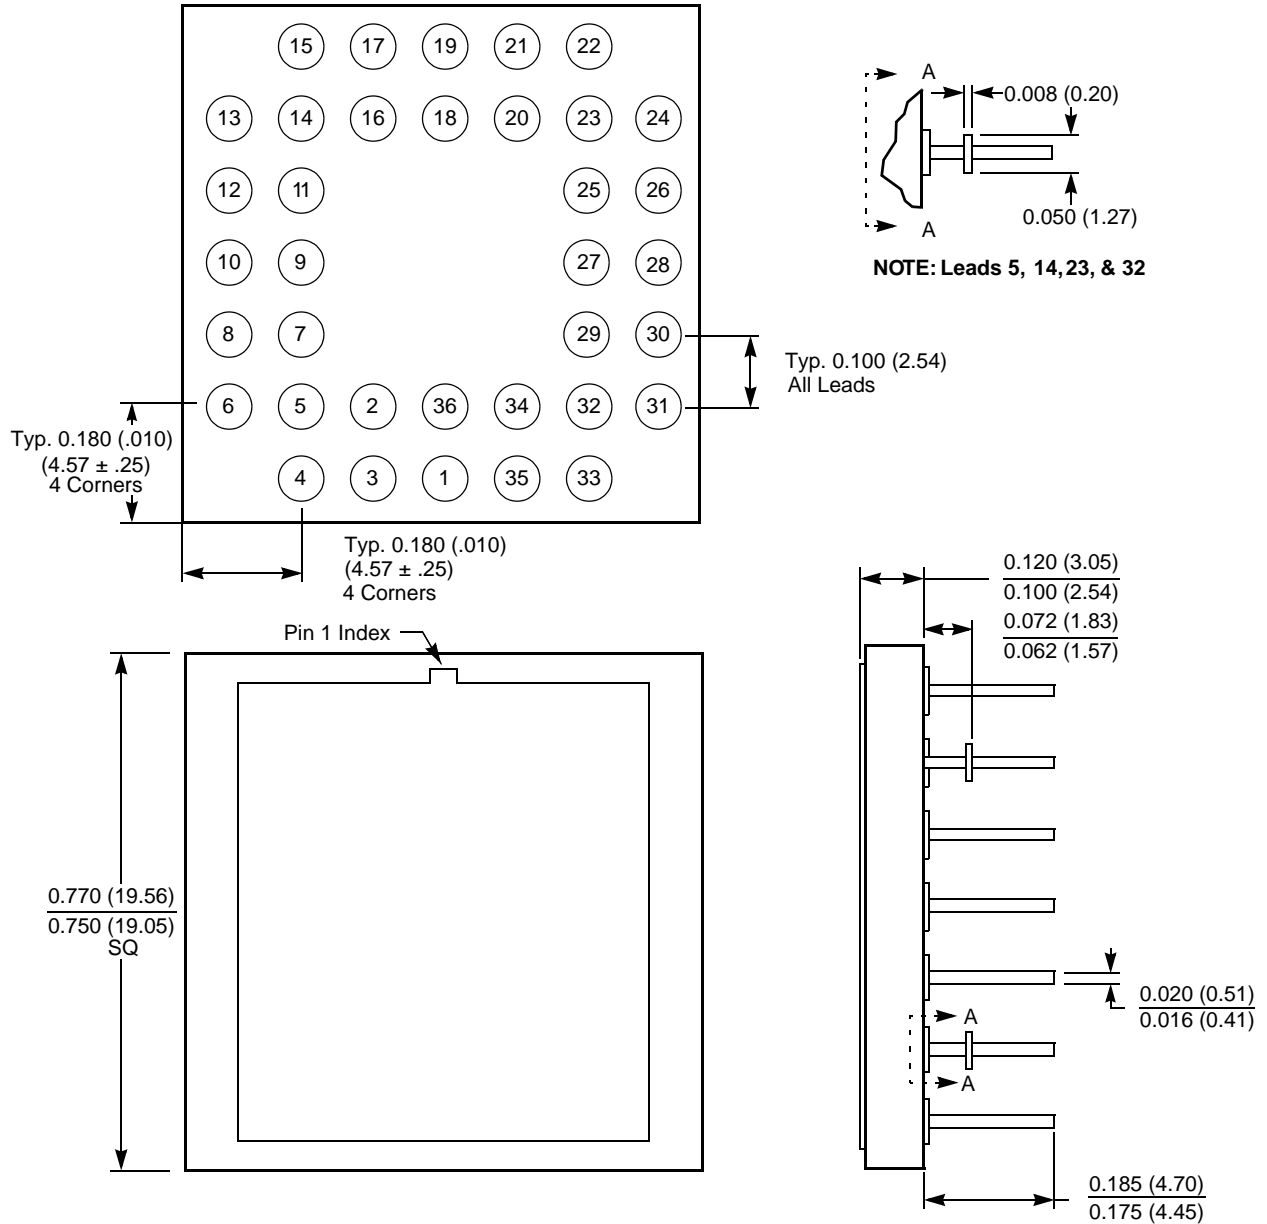 15 17 19 21 22
13 14 16 18 20 23 24
12 11 25 26
10 9 27 28
8 7 29 30
6 5 2 36 34 32 31
4 3 1 35 33
Typ. 0.100 (2.54)
All Leads
Typ. 0.180 (.010)
(4.57 ± .25)
4 Corners
Typ. 0.180 (.010)
(4.57 ± .25)
4 Corners
A
0.008 (0.20)
0.050 (1.27)
A
NOTE: Leads 5, 14, 23, & 32
Pin 1 Index
0.770 (19.56)
0.750 (19.05)
SQ
0.120 (3.05)
0.100 (2.54)
0.072 (1.83)
0.062 (1.57)
0.020 (0.51)
0.016 (0.41)
A
A
0.185 (4.70)
0.175 (4.45)